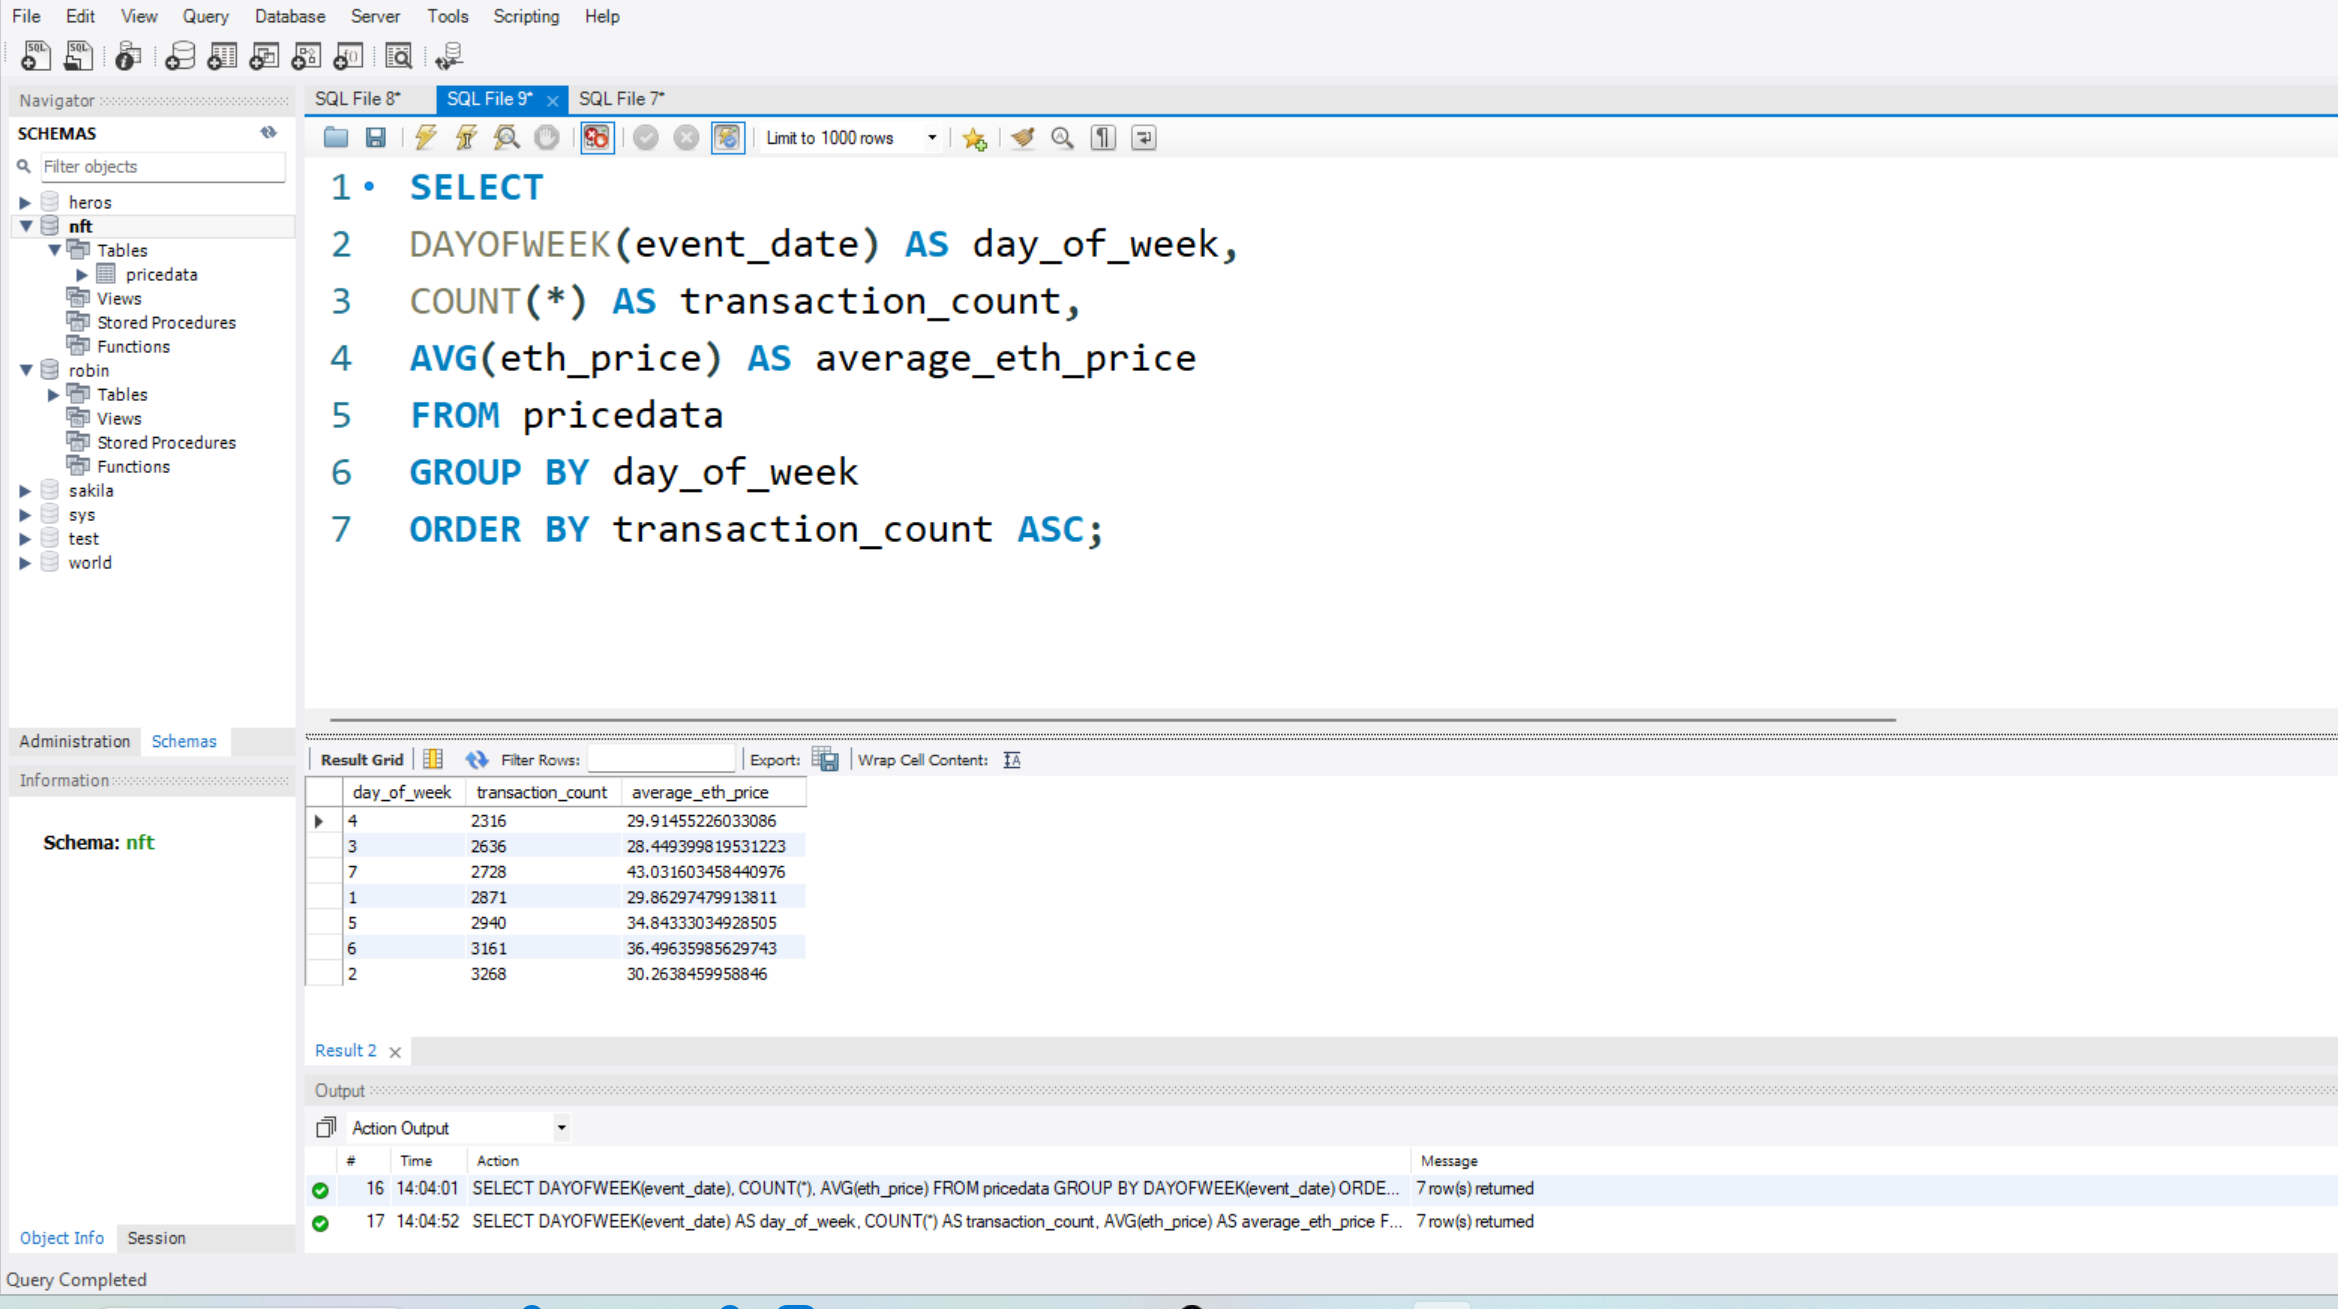 File Edit View Query Database Server Tools Scripting Help
Navigator
SCHEMAS
Filter objects
heros
nft
Tables
pricedata
Views
Stored Procedures
Functions
robin
Tables
Views
Stored Procedures
Functions
sakila
sys
test
world
Administration Schemas
Information
Schema: nft
Object Info Session
SQL File 8* SQL File 9* SQL File 7*
Limit to 1000 rows
1 SELECT
2 DAYOFWEEK(event_date) AS day_of_week,
3 COUNT(*) AS transaction_count,
4 AVG(eth_price) AS average_eth_price
5 FROM pricedata
6 GROUP BY day_of_week
7 ORDER BY transaction_count ASC;
Result Grid Filter Rows: Export: Wrap Cell Content:
day_of_week transaction_count average_eth_price
4 2316 29.91455226033086
3 2636 28.449399819531223
7 2728 43.031603458440976
1 2871 29.86297479913811
5 2940 34.84333034928505
6 3161 36.49635985629743
2 3268 30.2638459958846
Result 2
Output
Action Output
# Time Action Message
16 14:04:01 SELECT DAYOFWEEK(event_date), COUNT(*), AVG(eth_price) FROM pricedata GROUP BY DAYOFWEEK(event_date) ORDE... 7 row(s) returned
17 14:04:52 SELECT DAYOFWEEK(event_date) AS day_of_week, COUNT(*) AS transaction_count, AVG(eth_price) AS average_eth_price F... 7 row(s) returned
Query Completed